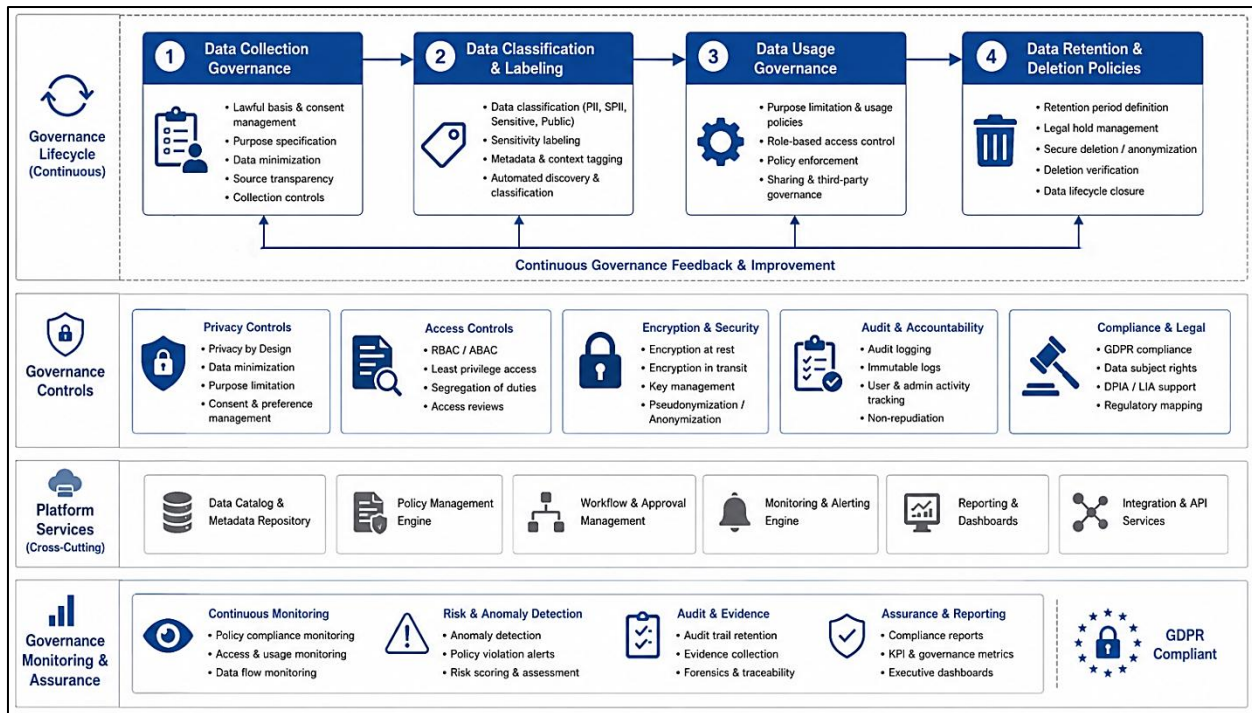 Governance
Lifecycle
(Continuous)
1
Data Collection
Governance
• Lawful basis & consent
management
• Purpose specification
• Data minimization
• Source transparency
• Collection controls
2
Data Classification
& Labeling
• Data classification (PII, SPII,
Sensitive, Public)
• Sensitivity labeling
• Metadata & context tagging
• Automated discovery &
classification
3
Data Usage
Governance
• Purpose limitation & usage
policies
• Role-based access control
• Policy enforcement
• Sharing & third-party
governance
4
Data Retention &
Deletion Policies
• Retention period definition
• Legal hold management
• Secure deletion / anonymization
• Deletion verification
• Data lifecycle closure
Continuous Governance Feedback & Improvement
Governance
Controls
Privacy Controls
• Privacy by Design
• Data minimization
• Purpose limitation
• Consent & preference
management
Access Controls
• RBAC / ABAC
• Least privilege access
• Segregation of duties
• Access reviews
Encryption & Security
• Encryption at rest
• Encryption in transit
• Key management
• Pseudonymization /
Anonymization
Audit & Accountability
• Audit logging
• Immutable logs
• User & admin activity
tracking
• Non-repudiation
Compliance & Legal
• GDPR compliance
• Data subject rights
• DPIA / LIA support
• Regulatory mapping
Platform
Services
(Cross-Cutting)
Data Catalog &
Metadata Repository
Policy Management
Engine
Workflow & Approval
Management
Monitoring & Alerting
Engine
Reporting &
Dashboards
Integration & API
Services
Governance
Monitoring &
Assurance
Continuous Monitoring
• Policy compliance monitoring
• Access & usage monitoring
• Data flow monitoring
Risk & Anomaly Detection
• Anomaly detection
• Policy violation alerts
• Risk scoring & assessment
Audit & Evidence
• Audit trail retention
• Evidence collection
• Forensics & traceability
Assurance & Reporting
• Compliance reports
• KPI & governance metrics
• Executive dashboards
GDPR
Compliant